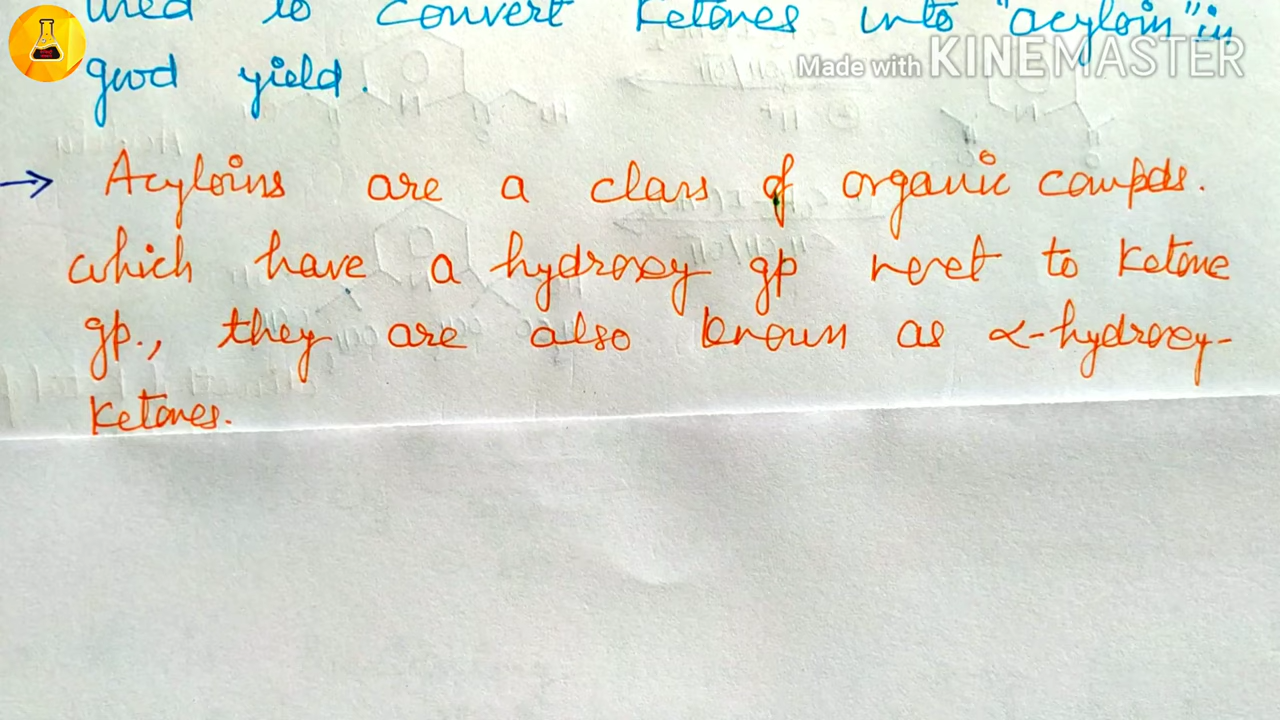 used to convert Ketones into "acyloin" in
Made with KINEMASTER
good yield.
→ Acyloins are a class of organic compds.
which have a hydroxy gp next to Ketone
gp., they are also known as α-hydroxy-
Ketones.